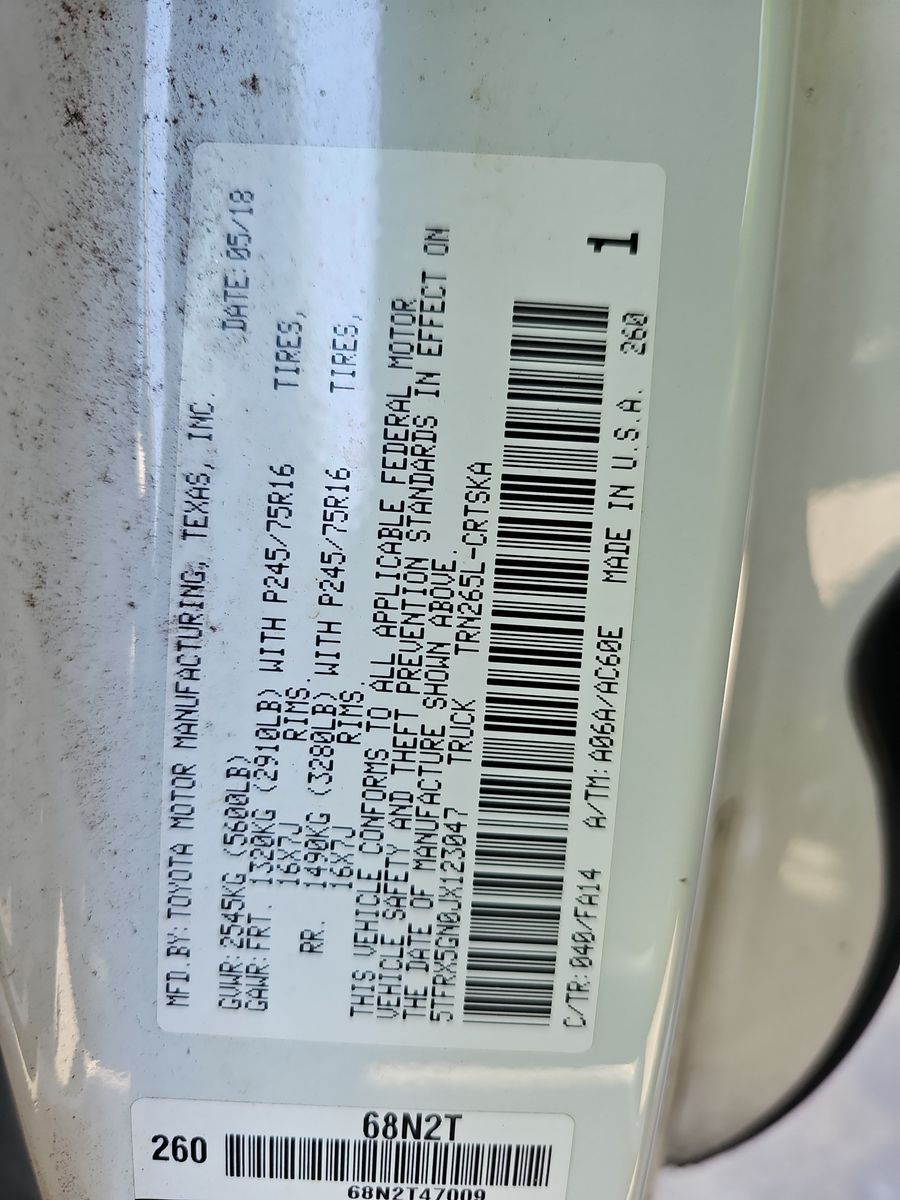 MFD.BY:TOYOTA MOTOR MANUFACTURING, TEXAS, INC.
DATE:05/18
GVWR:2545KG (5600LB)
GAWR:FRT. 1320KG (2910LB) WITH P245/75R16 TIRES,
16X7J RIMS.
RR. 1490KG (3280LB) WITH P245/75R16 TIRES,
16X7J RIMS.
THIS VEHICLE CONFORMS TO ALL APPLICABLE FEDERAL MOTOR
VEHICLE SAFETY AND THEFT PREVENTION STANDARDS IN EFFECT ON
THE DATE OF MANUFACTURE SHOWN ABOVE.
5TFRX5GN0JX123047 TRUCK TRN265L-CRTSKA
1
C/TR:040/FA14 A/TM:A06A/AC60E MADE IN U.S.A. 260
68N2T
260
68N2T47009